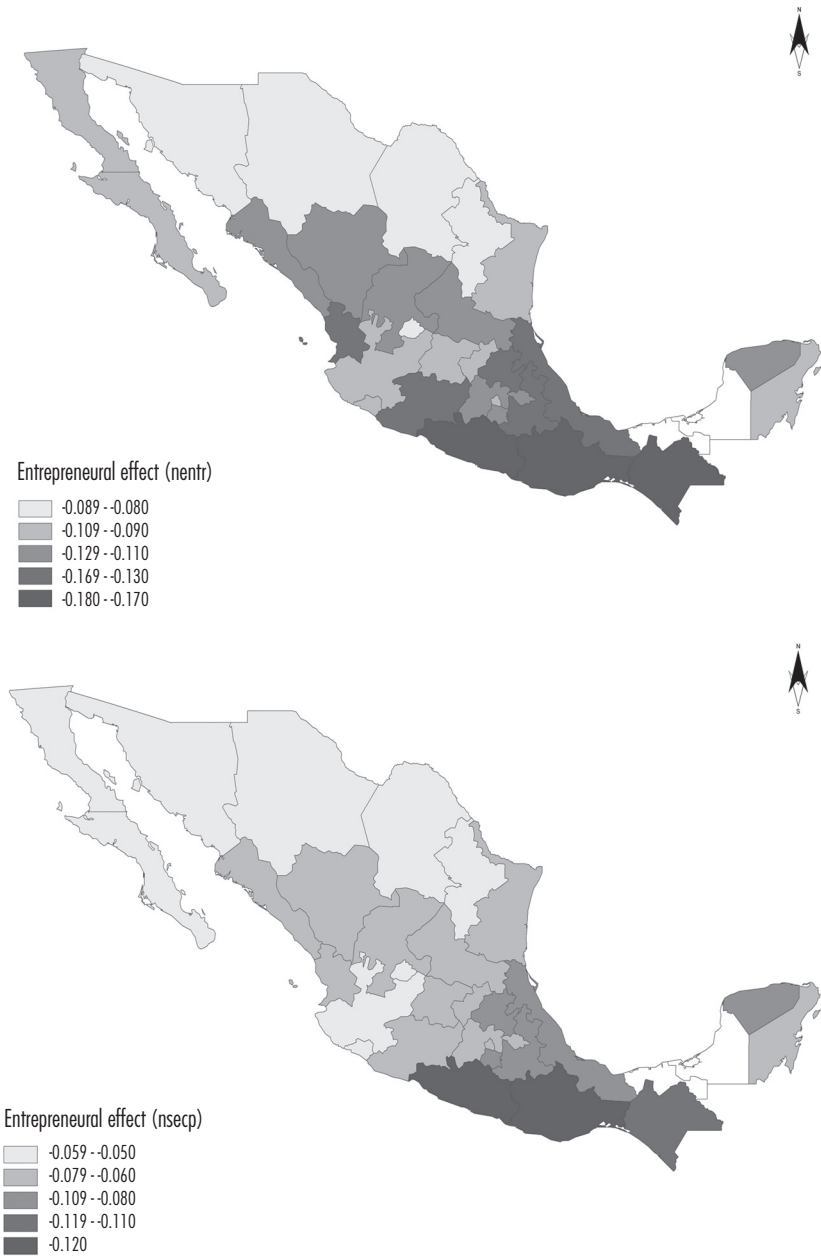 N
S
Entrepreneural effect (nentr)
-0.089 - -0.080
-0.109 - -0.090
-0.129 - -0.110
-0.169 - -0.130
-0.180 - -0.170
N
S
Entrepreneural effect (nsecp)
-0.059 - -0.050
-0.079 - -0.060
-0.109 - -0.080
-0.119 - -0.110
-0.120